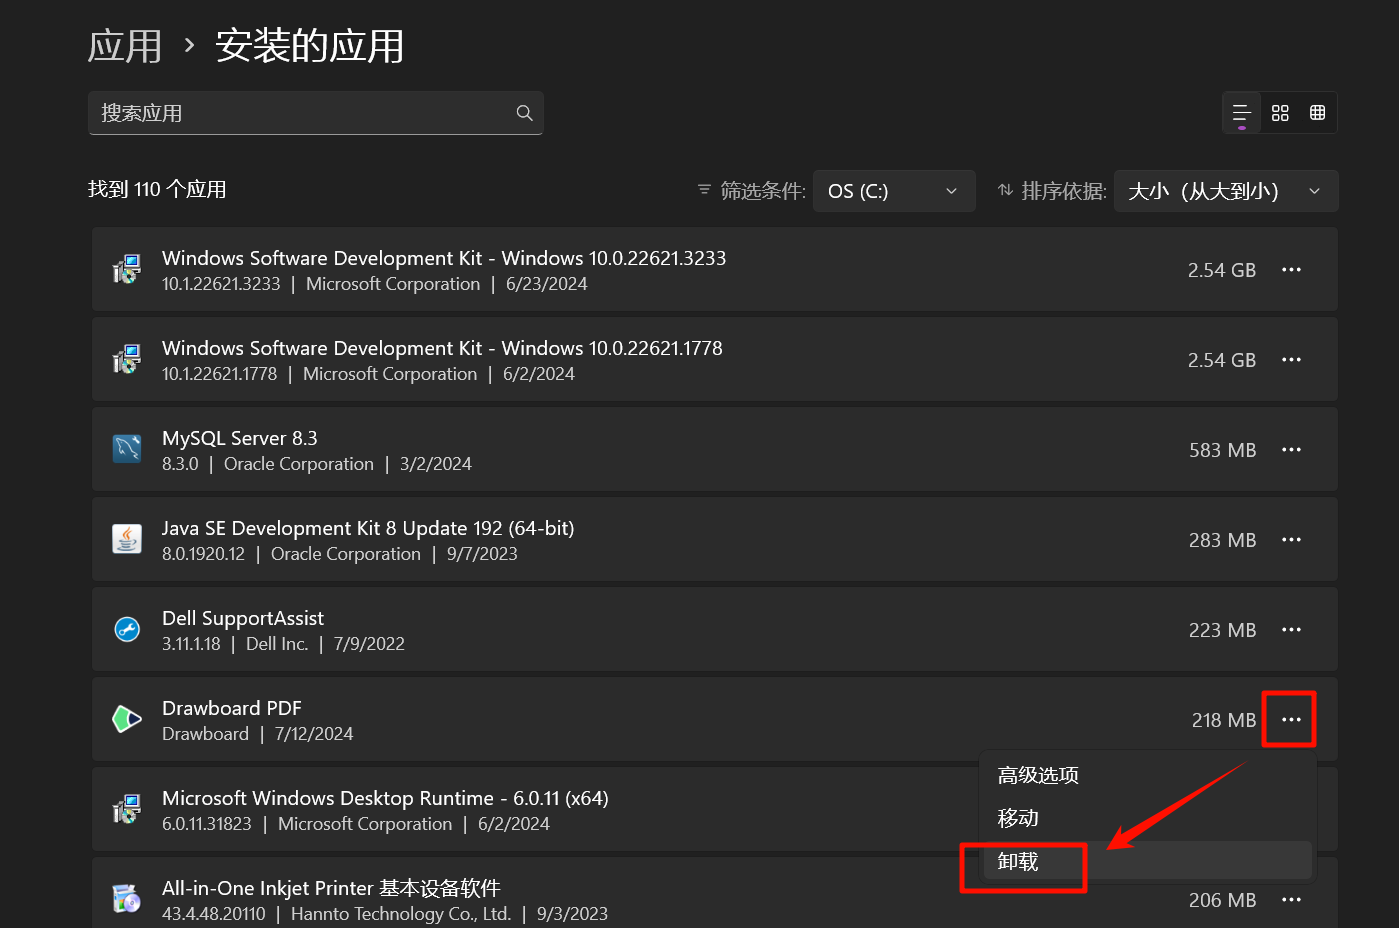 应用 › 安装的应用
搜索应用
找到 110 个应用
筛选条件: OS (C:) 排序依据: 大小（从大到小）
Windows Software Development Kit - Windows 10.0.22621.3233
10.1.22621.3233 | Microsoft Corporation | 6/23/2024
2.54 GB
Windows Software Development Kit - Windows 10.0.22621.1778
10.1.22621.1778 | Microsoft Corporation | 6/2/2024
2.54 GB
MySQL Server 8.3
8.3.0 | Oracle Corporation | 3/2/2024
583 MB
Java SE Development Kit 8 Update 192 (64-bit)
8.0.1920.12 | Oracle Corporation | 9/7/2023
283 MB
Dell SupportAssist
3.11.1.18 | Dell Inc. | 7/9/2022
223 MB
Drawboard PDF
Drawboard | 7/12/2024
218 MB
高级选项
移动
卸载
Microsoft Windows Desktop Runtime - 6.0.11 (x64)
6.0.11.31823 | Microsoft Corporation | 6/2/2024
All-in-One Inkjet Printer 基本设备软件
43.4.48.20110 | Hannto Technology Co., Ltd. | 9/3/2023
206 MB